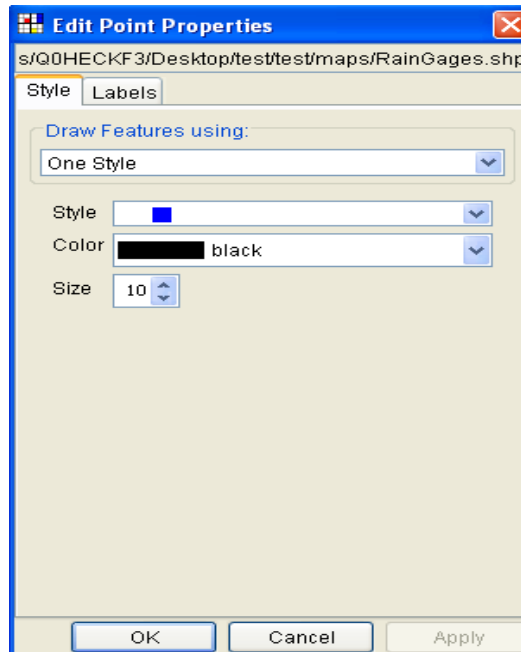 Edit Point Properties
s/Q0HECKF3/Desktop/test/test/maps/RainGages.shp
Style Labels
Draw Features using:
One Style
Style
Color black
Size 10
OK Cancel Apply